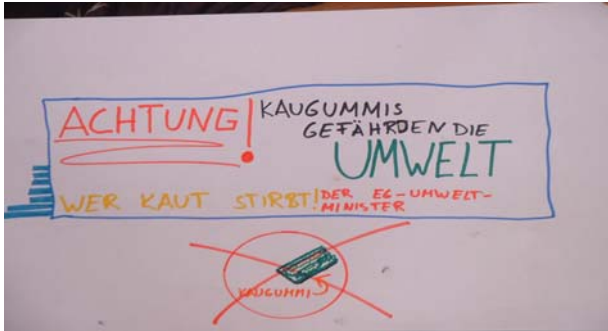 ACHTUNG!
KAUGUMMIS
GEFÄHRDEN DIE
UMWELT
WER KAUT STIRBT!
DER EG-UMWELT-
MINISTER
KAUGUMMI